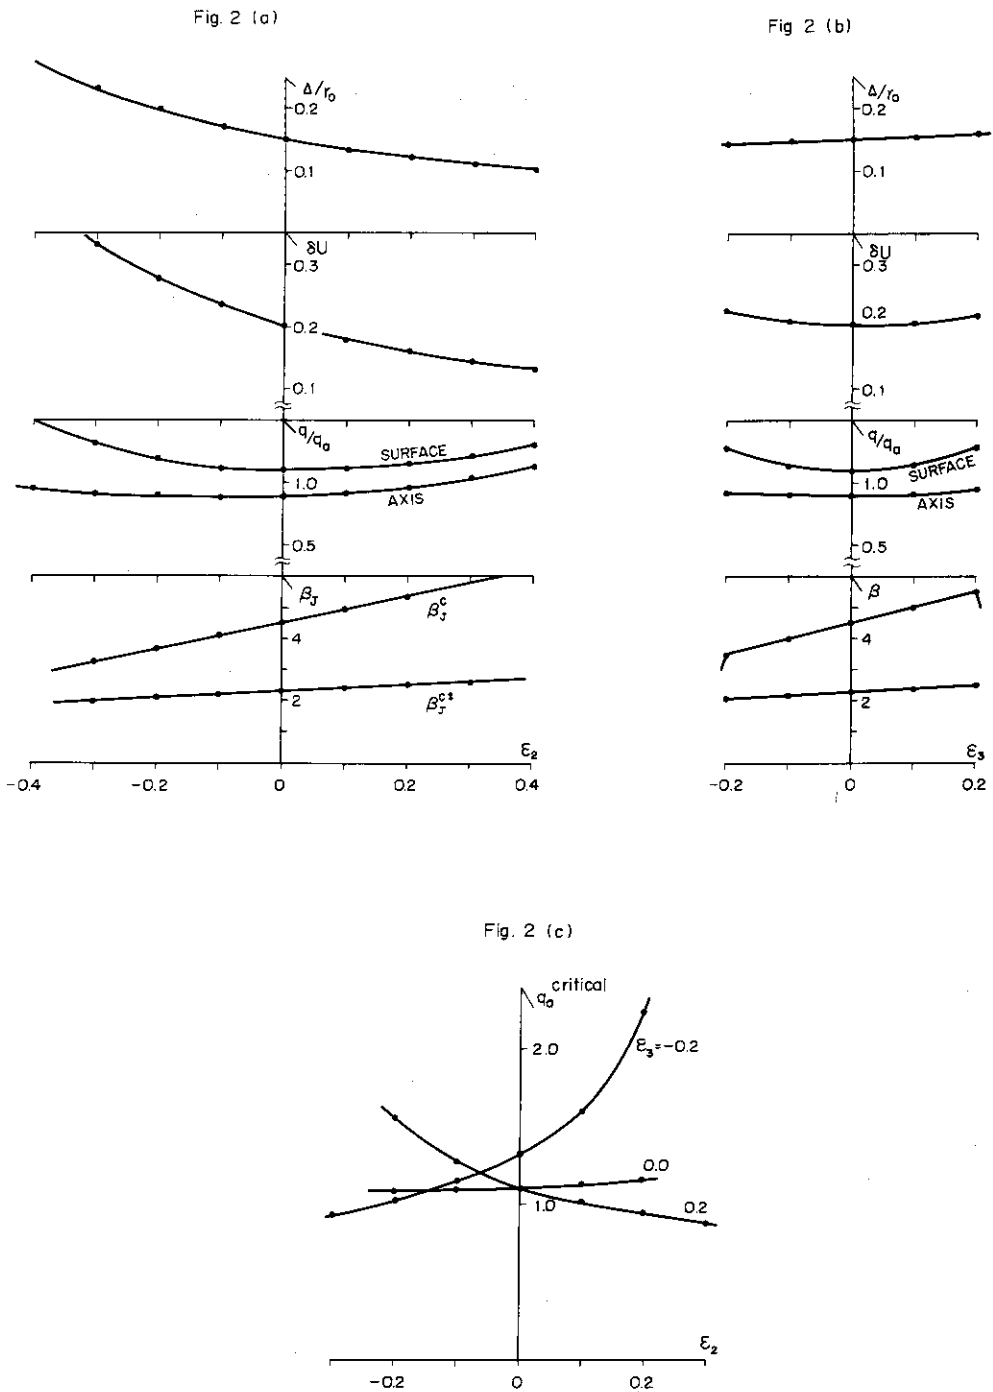 Fig. 2 (a)
Δ/r₀
0.2
0.1
δU
0.3
0.2
0.1
q/qₐ
SURFACE
1.0
AXIS
0.5
β_J
β_J^c
4
β_J^c*
2
ε₂
-0.4
-0.2
0
0.2
0.4
Fig 2 (b)
Δ/r₀
0.2
0.1
δU
0.3
0.2
0.1
q/qₐ
SURFACE
1.0
AXIS
0.5
β
4
2
ε₃
-0.2
0
0.2
Fig. 2 (c)
qₐ critical
2.0
ε₃=-0.2
0.0
1.0
0.2
ε₂
-0.2
0
0.2